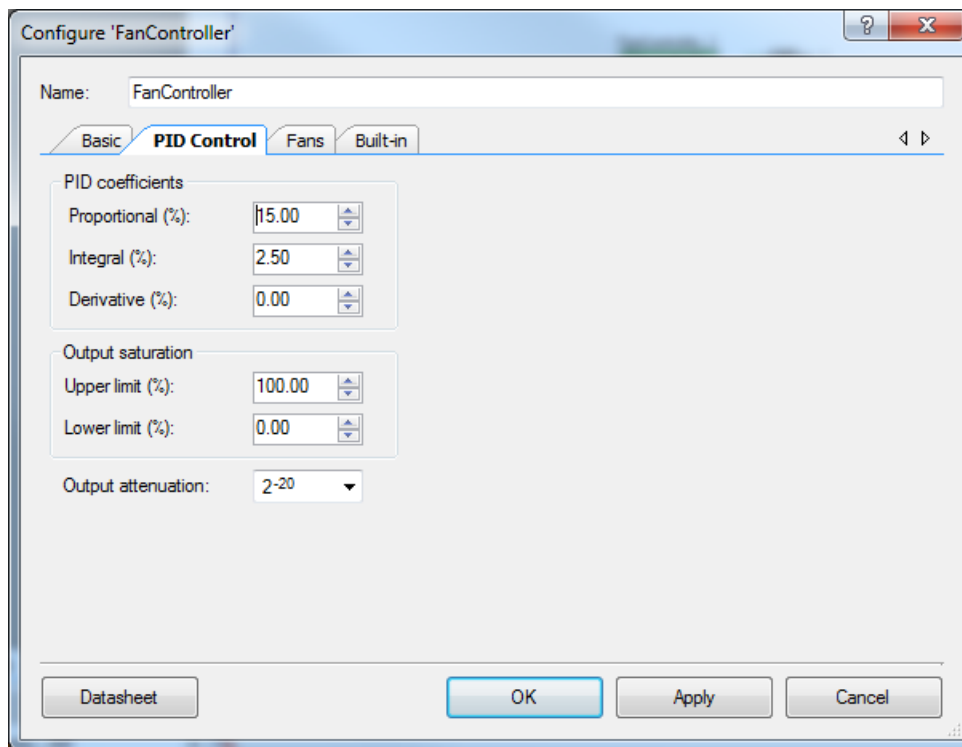 Configure 'FanController'
Name: FanController
Basic PID Control Fans Built-in
PID coefficients
Proportional (%): 15.00
Integral (%): 2.50
Derivative (%): 0.00
Output saturation
Upper limit (%): 100.00
Lower limit (%): 0.00
Output attenuation: 2-20
Datasheet OK Apply Cancel